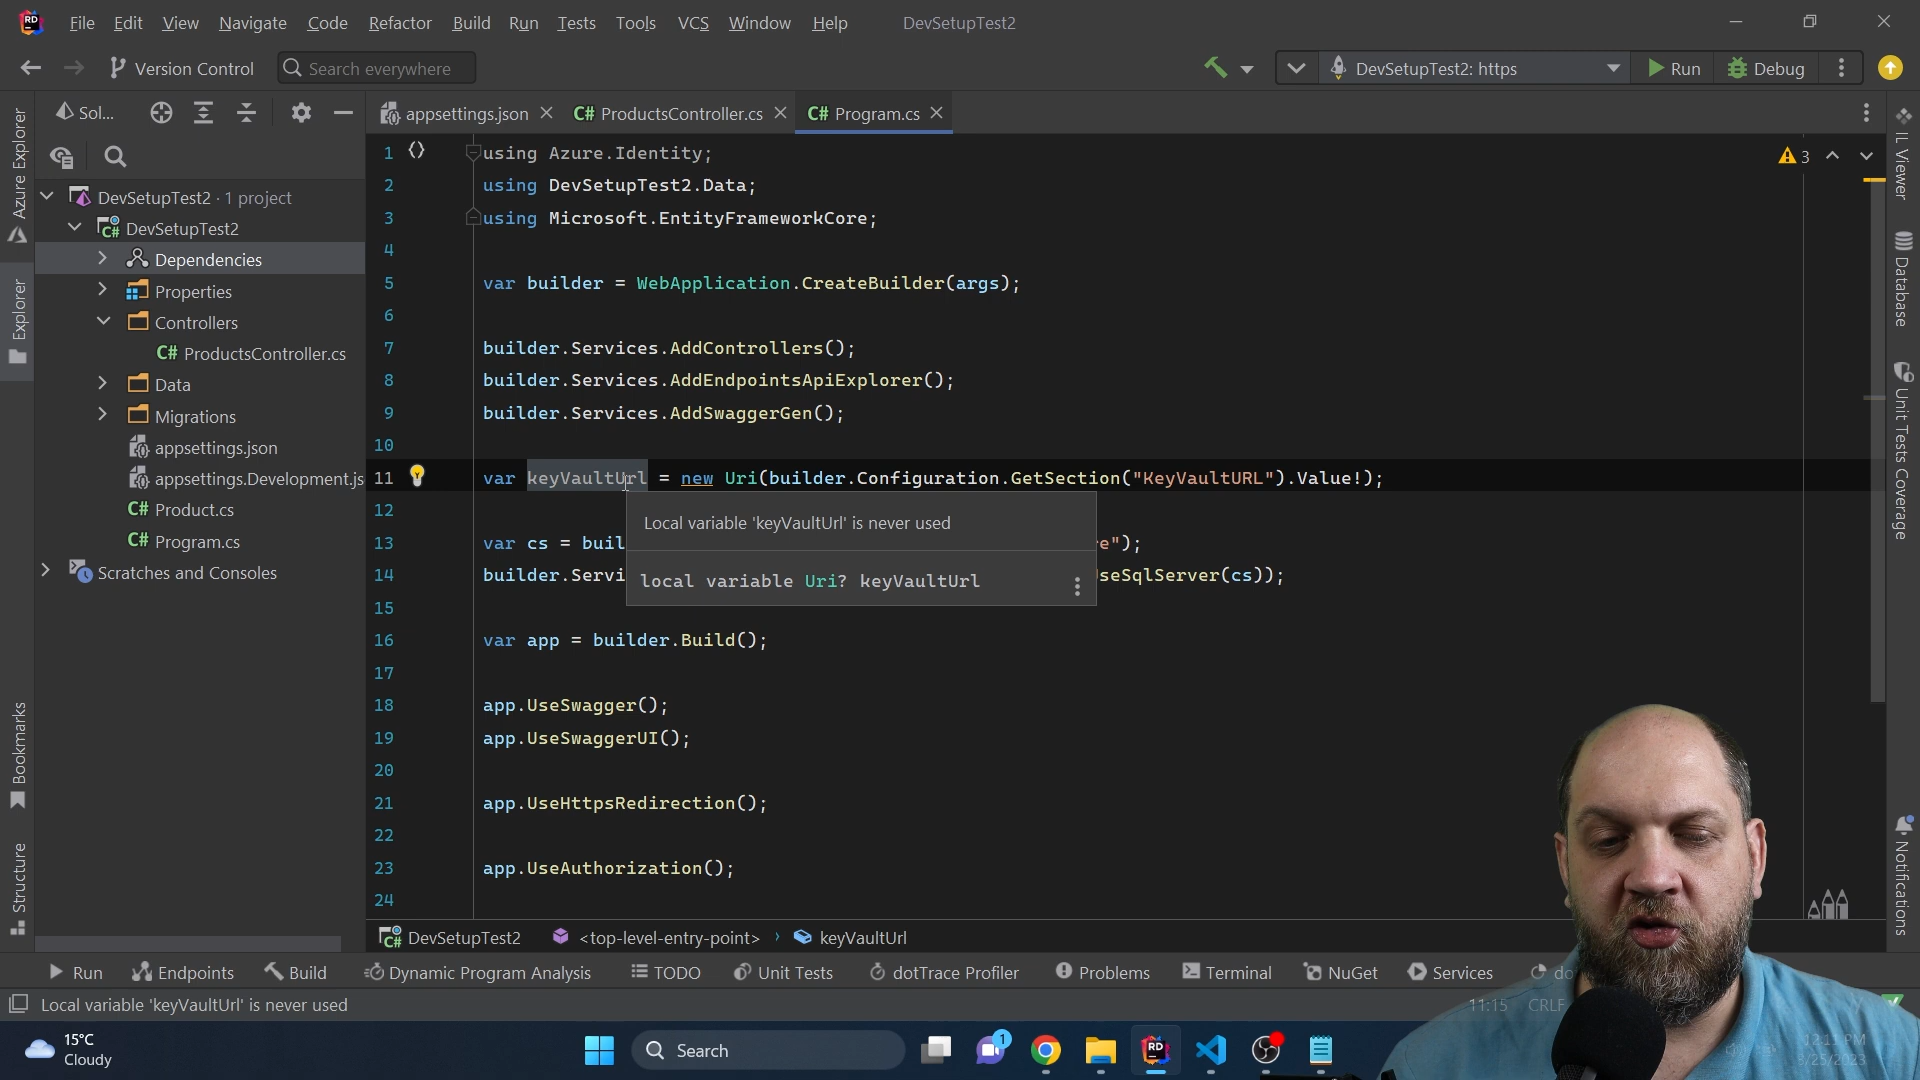 File Edit View Navigate Code Refactor Build Run Tests Tools VCS Window Help DevSetupTest2
Version Control Search everywhere DevSetupTest2: https Run Debug
Sol... appsettings.json ProductsController.cs Program.cs
Azure Explorer
Explorer
Bookmarks
Structure
DevSetupTest2 · 1 project
DevSetupTest2
Dependencies
Properties
Controllers
C# ProductsController.cs
Data
Migrations
appsettings.json
appsettings.Development.js
C# Product.cs
C# Program.cs
Scratches and Consoles
3
1 using Azure.Identity;
2 using DevSetupTest2.Data;
3 using Microsoft.EntityFrameworkCore;
4
5 var builder = WebApplication.CreateBuilder(args);
6
7 builder.Services.AddControllers();
8 builder.Services.AddEndpointsApiExplorer();
9 builder.Services.AddSwaggerGen();
10
11 var keyVaultUrl = new Uri(builder.Configuration.GetSection("KeyVaultURL").Value!);
12
Local variable 'keyVaultUrl' is never used
13 var cs = buil e");
14 builder.Servi seSqlServer(cs));
local variable Uri? keyVaultUrl
15
16 var app = builder.Build();
17
18 app.UseSwagger();
19 app.UseSwaggerUI();
20
21 app.UseHttpsRedirection();
22
23 app.UseAuthorization();
24
IL Viewer
Database
Unit Tests Coverage
Notifications
DevSetupTest2 <top-level-entry-point> › keyVaultUrl
Run Endpoints Build Dynamic Program Analysis TODO Unit Tests dotTrace Profiler Problems Terminal NuGet Services
Local variable 'keyVaultUrl' is never used 11:15 CRLF
15°C
Cloudy
Search
1
RD
12:11 PM